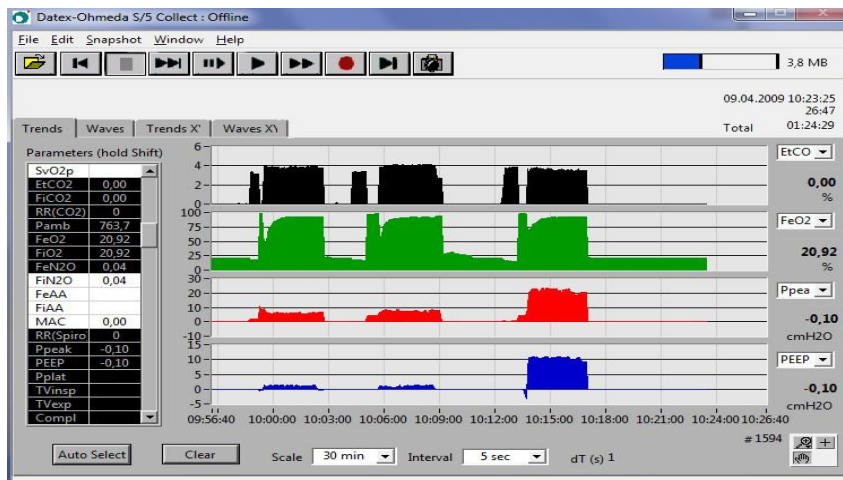 Datex-Ohmeda S/5 Collect : Offline
File Edit Snapshot Window Help
3,8 MB
09.04.2009 10:23:25
26:47
Total 01:24:29
Trends Waves Trends X' Waves X\
Parameters (hold Shift)
SvO2p
EtCO2 0,00
FiCO2 0,00
RR(CO2) 0
Pamb 763,7
FeO2 20,92
FiO2 20,92
FeN2O 0,04
FiN2O 0,04
FeAA
FiAA
MAC 0,00
RR(Spiro 0
Ppeak -0,10
PEEP -0,10
Pplat
TVinsp
TVexp
Compl
6
4
2
0
EtCO
0,00
%
100
75
50
25
0
FeO2
20,92
%
30
20
10
0
-10
Ppea
-0,10
cmH2O
15
10
5
0
-5
PEEP
-0,10
cmH2O
09:56:40 10:00:00 10:03:00 10:06:00 10:09:00 10:12:00 10:15:00 10:18:00 10:21:00 10:24:00 10:26:40
# 1594
Auto Select Clear Scale 30 min Interval 5 sec dT (s) 1